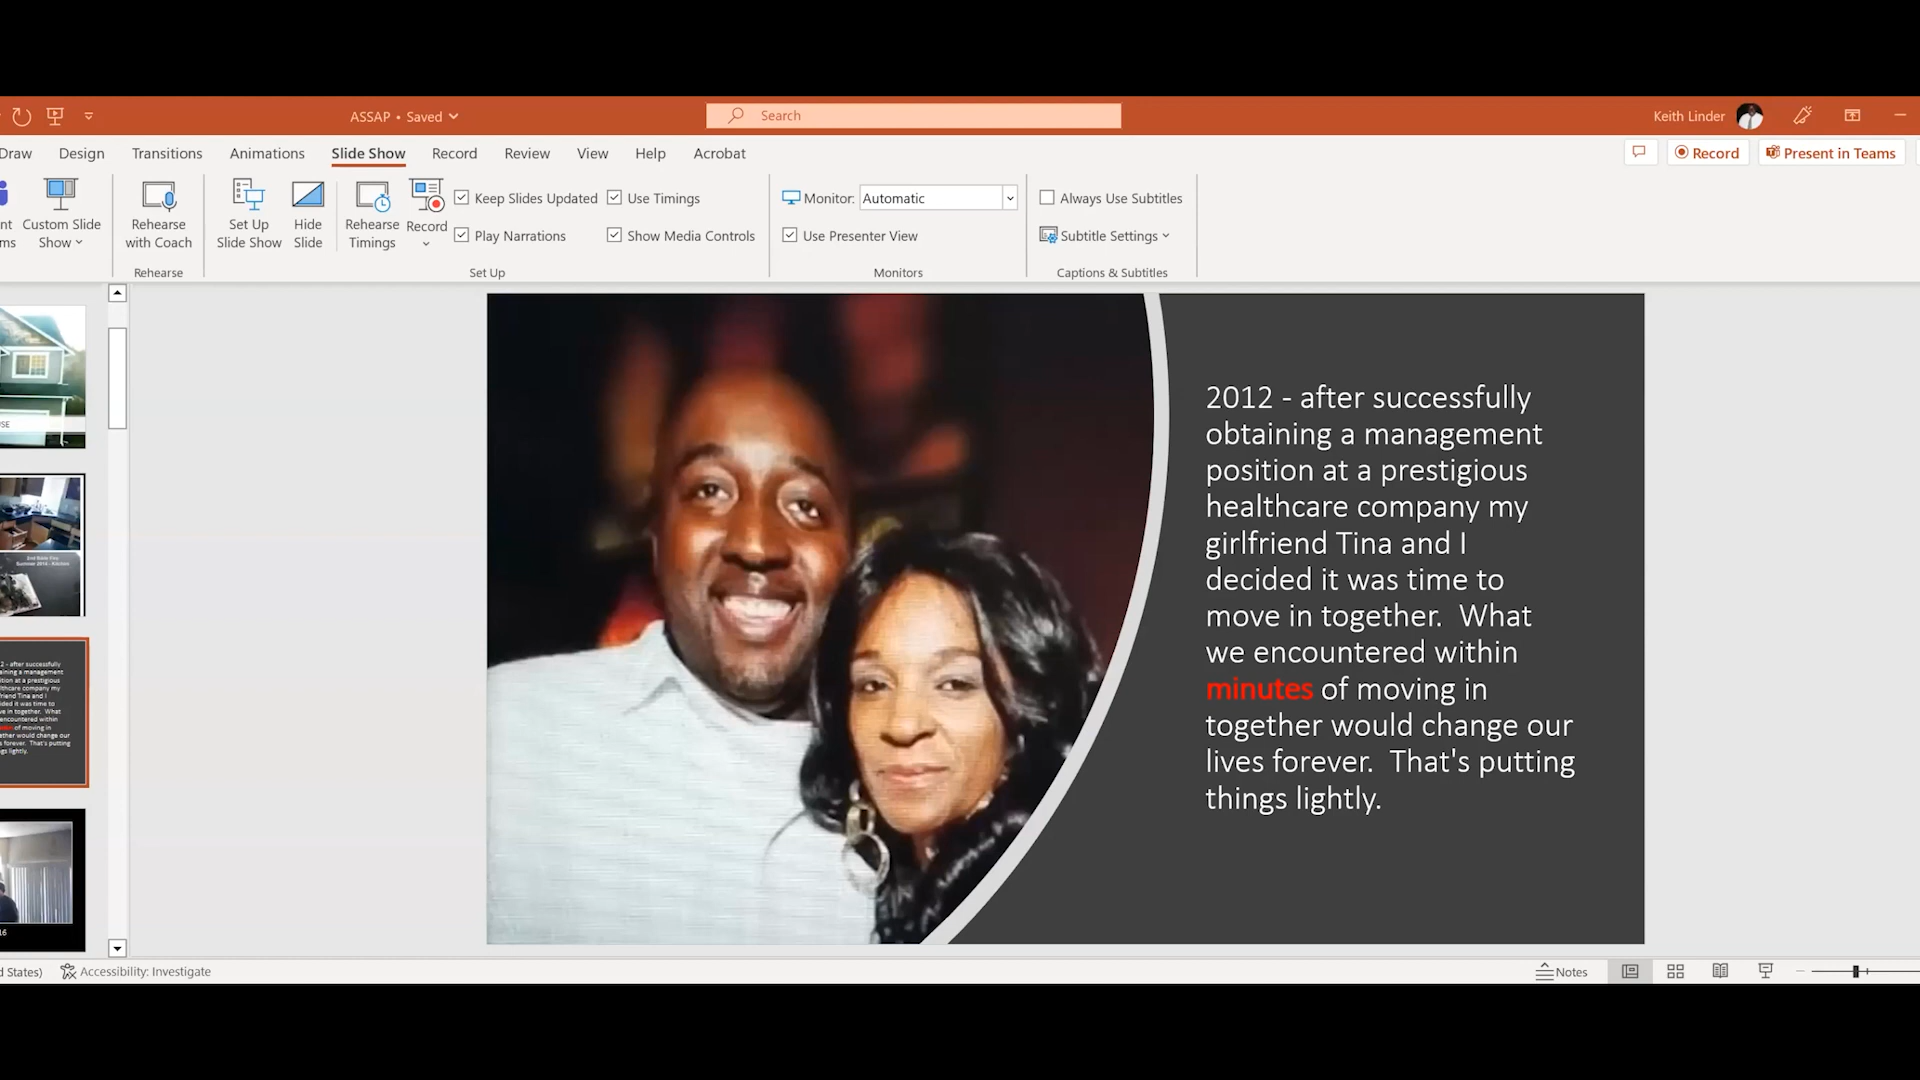 ASSAP • Saved
Search
Keith Linder
Draw
Design
Transitions
Animations
Slide Show
Record
Review
View
Help
Acrobat
Record
Present in Teams
Custom Slide
Show
Rehearse
with Coach
Rehearse
Set Up
Slide Show
Hide
Slide
Rehearse
Timings
Record
Keep Slides Updated
Use Timings
Play Narrations
Show Media Controls
Set Up
Monitor:
Automatic
Use Presenter View
Monitors
Always Use Subtitles
Subtitle Settings
Captions & Subtitles
2012 - after successfully
obtaining a management
position at a prestigious
healthcare company my
girlfriend Tina and I
decided it was time to
move in together. What
we encountered within
minutes of moving in
together would change our
lives forever. That's putting
things lightly.
d States)
Accessibility: Investigate
Notes